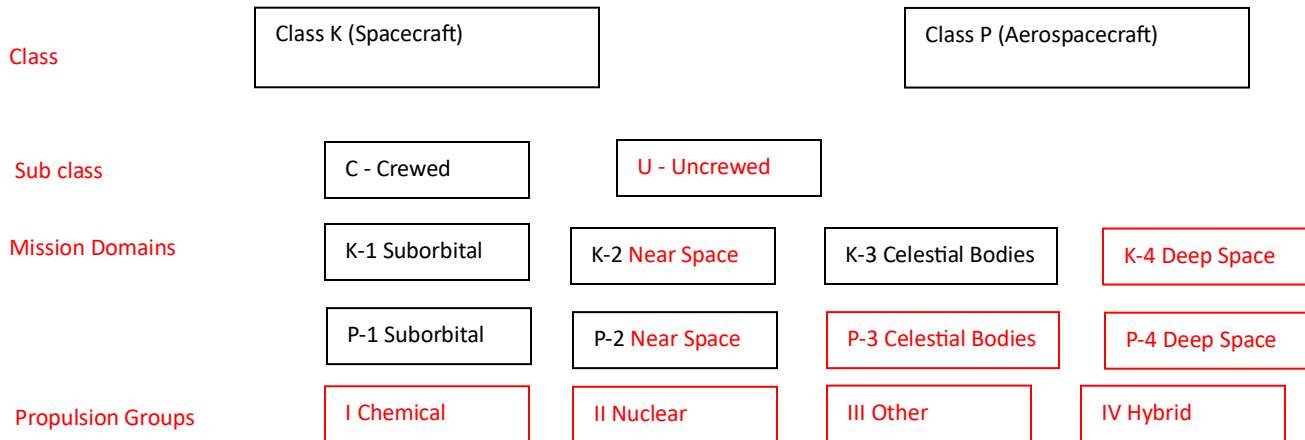 Class
Class K (Spacecraft)
Class P (Aerospacecraft)
Sub class
C - Crewed
U - Uncrewed
Mission Domains
K-1 Suborbital
K-2 Near Space
K-3 Celestial Bodies
K-4 Deep Space
P-1 Suborbital
P-2 Near Space
P-3 Celestial Bodies
P-4 Deep Space
Propulsion Groups
I Chemical
II Nuclear
III Other
IV Hybrid